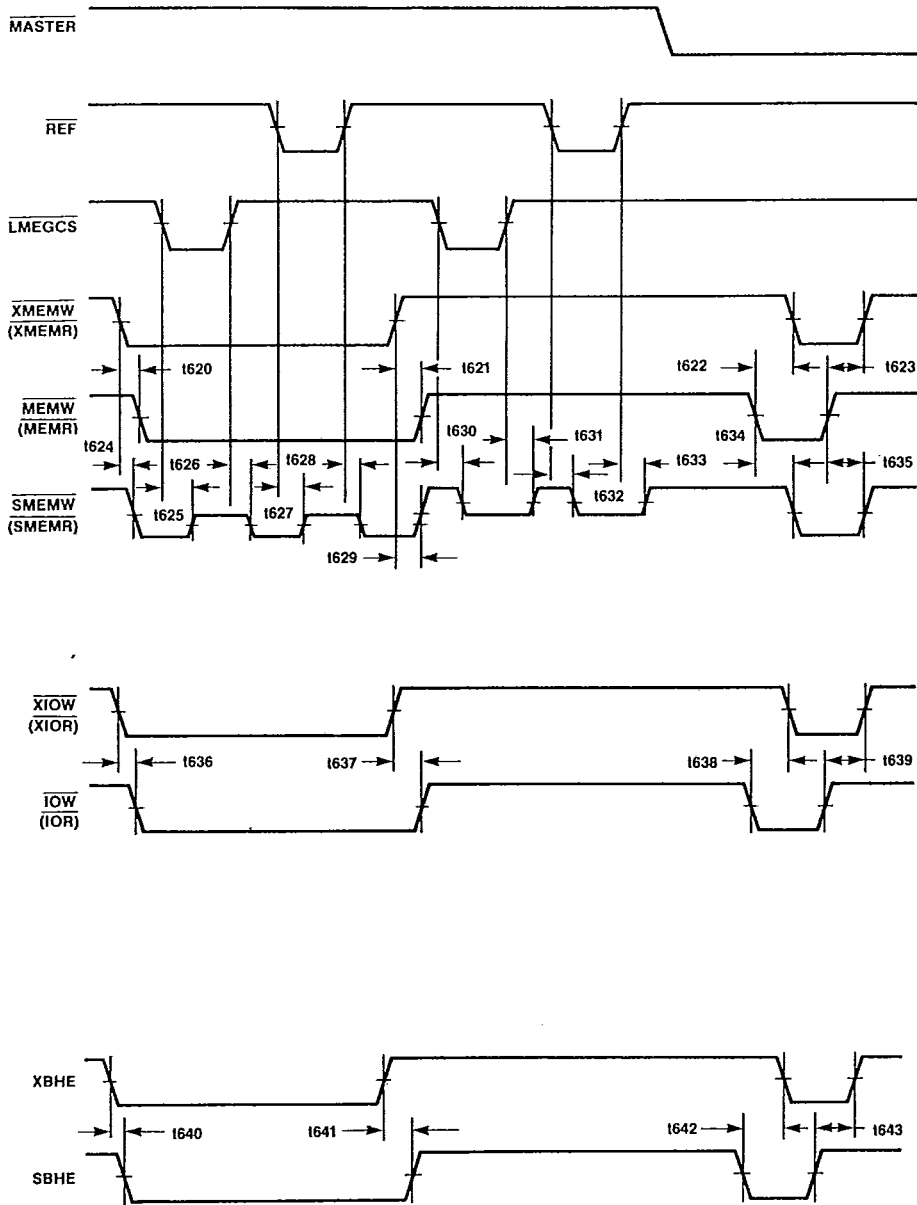 MASTER
REF
LMEGCS
XMEMW
(XMEMR)
t620
t621
t622
t623
MEMW
(MEMR)
t624
t626
t628
t630
t631
t634
t633
t635
SMEMW
(SMEMR)
t625
t627
t632
t629
XIOW
(XIOR)
t636
t637
t638
t639
IOW
(IOR)
XBHE
t640
t641
t642
t643
SBHE